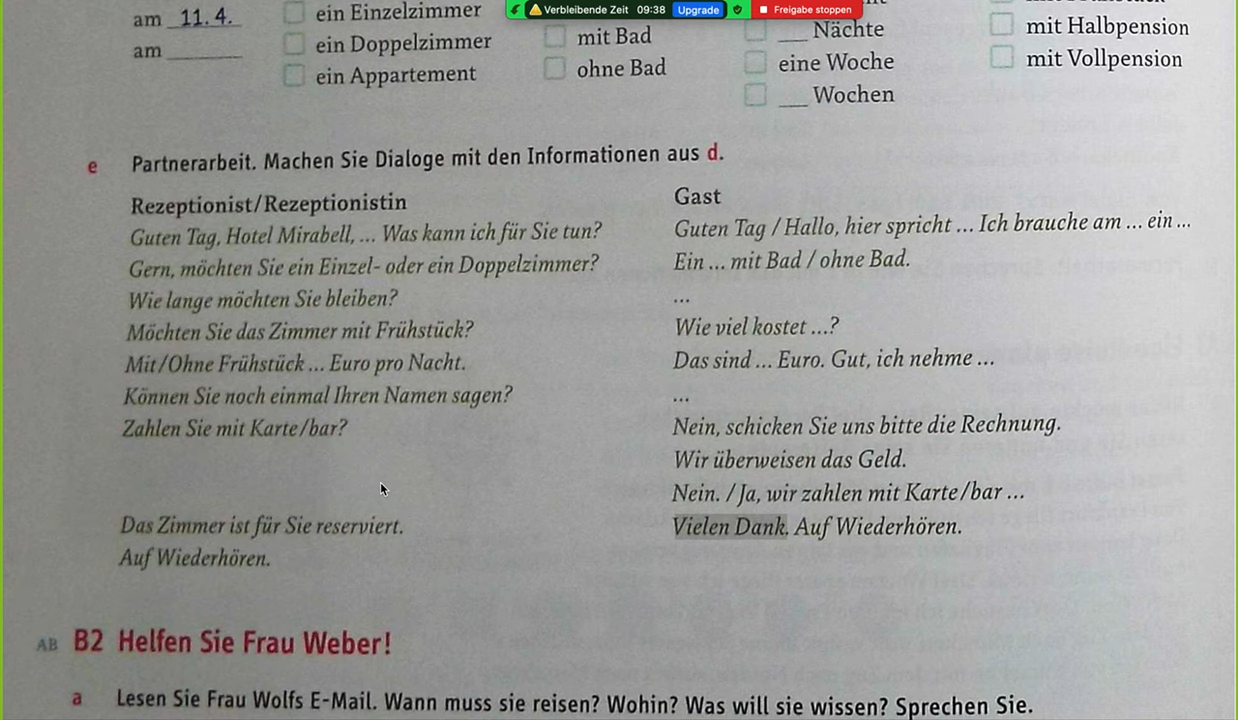 Verbleibende Zeit 09:38 Upgrade Freigabe stoppen
am 11. 4.
am ______
ein Einzelzimmer
ein Doppelzimmer
ein Appartement
mit Bad
ohne Bad
___ Nächte
eine Woche
___ Wochen
mit Halbpension
mit Vollpension
e Partnerarbeit. Machen Sie Dialoge mit den Informationen aus d.
Rezeptionist/Rezeptionistin
Guten Tag, Hotel Mirabell, ... Was kann ich für Sie tun?
Gern, möchten Sie ein Einzel- oder ein Doppelzimmer?
Wie lange möchten Sie bleiben?
Möchten Sie das Zimmer mit Frühstück?
Mit/Ohne Frühstück ... Euro pro Nacht.
Können Sie noch einmal Ihren Namen sagen?
Zahlen Sie mit Karte/bar?
Das Zimmer ist für Sie reserviert.
Auf Wiederhören.
Gast
Guten Tag / Hallo, hier spricht ... Ich brauche am ... ein ...
Ein ... mit Bad / ohne Bad.
...
Wie viel kostet ...?
Das sind ... Euro. Gut, ich nehme ...
...
Nein, schicken Sie uns bitte die Rechnung.
Wir überweisen das Geld.
Nein. / Ja, wir zahlen mit Karte/bar ...
Vielen Dank. Auf Wiederhören.
AB B2 Helfen Sie Frau Weber!
a Lesen Sie Frau Wolfs E-Mail. Wann muss sie reisen? Wohin? Was will sie wissen? Sprechen Sie.